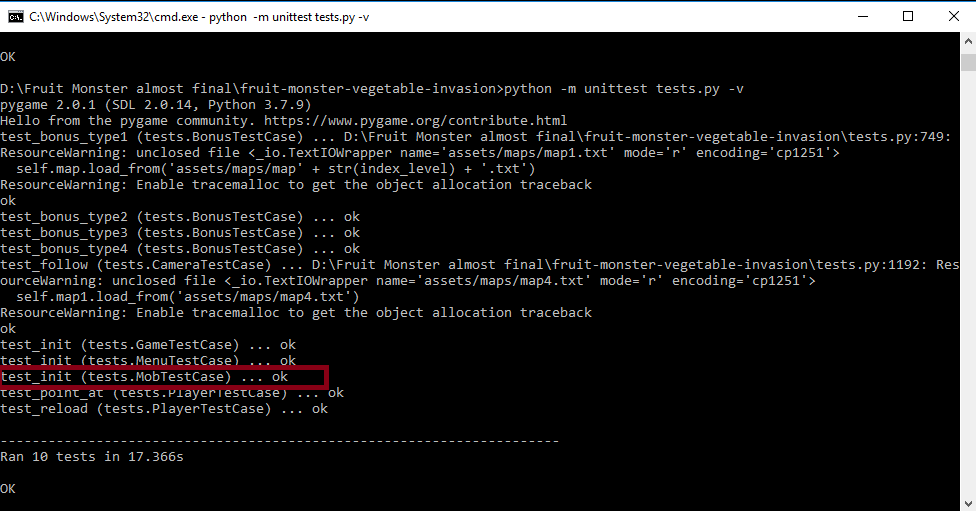 C:\Windows\System32\cmd.exe - python  -m unittest tests.py -v
OK
D:\Fruit Monster almost final\fruit-monster-vegetable-invasion>python -m unittest tests.py -v
pygame 2.0.1 (SDL 2.0.14, Python 3.7.9)
Hello from the pygame community. https://www.pygame.org/contribute.html
test_bonus_type1 (tests.BonusTestCase) ... D:\Fruit Monster almost final\fruit-monster-vegetable-invasion\tests.py:749:
ResourceWarning: unclosed file <_io.TextIOWrapper name='assets/maps/map1.txt' mode='r' encoding='cp1251'>
  self.map.load_from('assets/maps/map' + str(index_level) + '.txt')
ResourceWarning: Enable tracemalloc to get the object allocation traceback
ok
test_bonus_type2 (tests.BonusTestCase) ... ok
test_bonus_type3 (tests.BonusTestCase) ... ok
test_bonus_type4 (tests.BonusTestCase) ... ok
test_follow (tests.CameraTestCase) ... D:\Fruit Monster almost final\fruit-monster-vegetable-invasion\tests.py:1192: Res
ourceWarning: unclosed file <_io.TextIOWrapper name='assets/maps/map4.txt' mode='r' encoding='cp1251'>
  self.map1.load_from('assets/maps/map4.txt')
ResourceWarning: Enable tracemalloc to get the object allocation traceback
ok
test_init (tests.GameTestCase) ... ok
test_init (tests.MenuTestCase) ... ok
test_init (tests.MobTestCase) ... ok
test_point_at (tests.PlayerTestCase) ... ok
test_reload (tests.PlayerTestCase) ... ok
----------------------------------------------------------------------
Ran 10 tests in 17.366s
OK